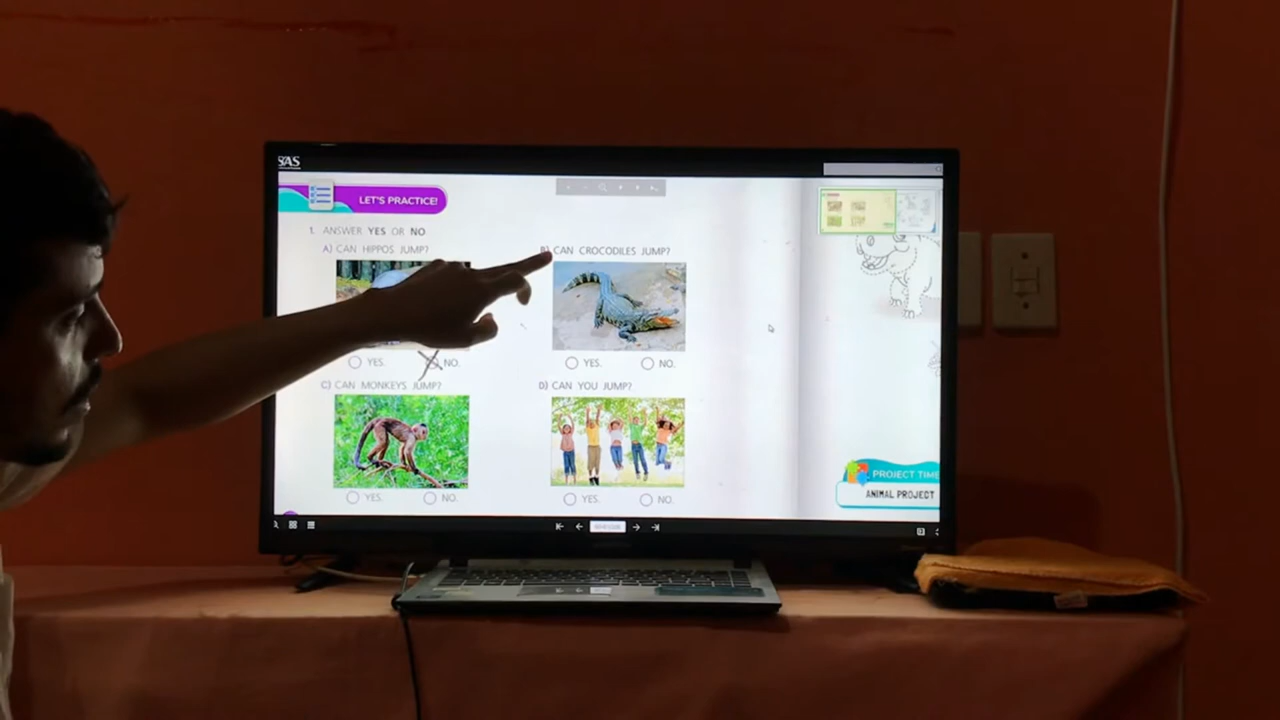 SAS
LET'S PRACTICE!
1. ANSWER YES OR NO
A) CAN HIPPOS JUMP?
B) CAN CROCODILES JUMP?
YES.
NO.
YES.
NO.
C) CAN MONKEYS JUMP?
D) CAN YOU JUMP?
YES.
NO.
YES.
NO.
PROJECT TIME
ANIMAL PROJECT